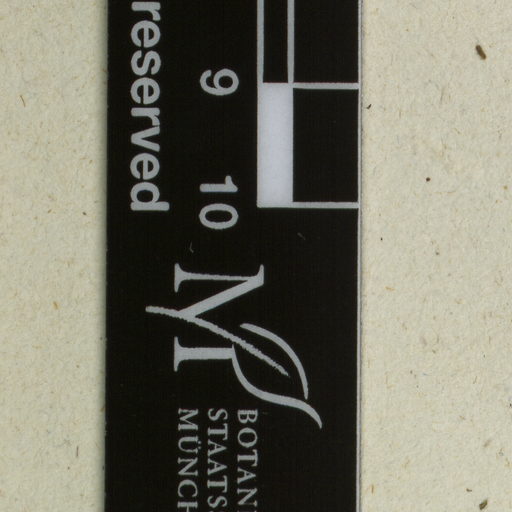 reserved
9 10
M
BOTAN
STAATS
MÜNCH